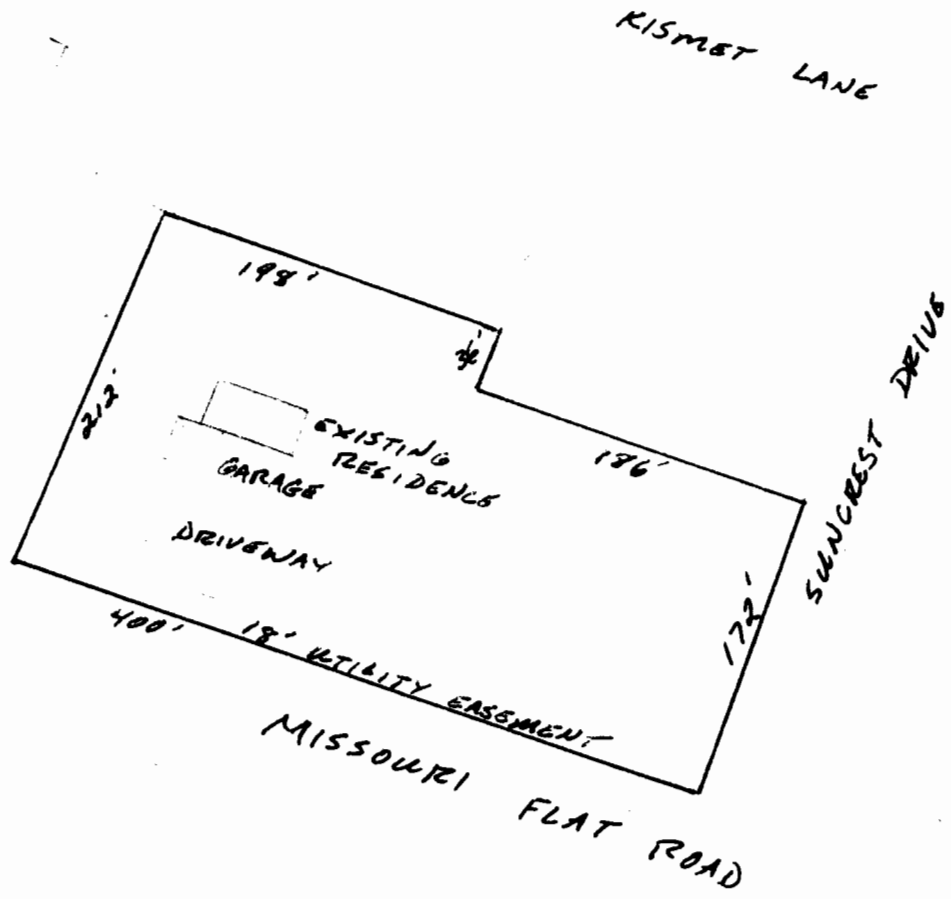 KISMET LANE
198'
212'
186'
EXISTING
RESIDENCE
GARAGE
DRIVEWAY
SUNCREST DRIVE
172'
400'
18' UTILITY EASEMENT
MISSOURI FLAT ROAD